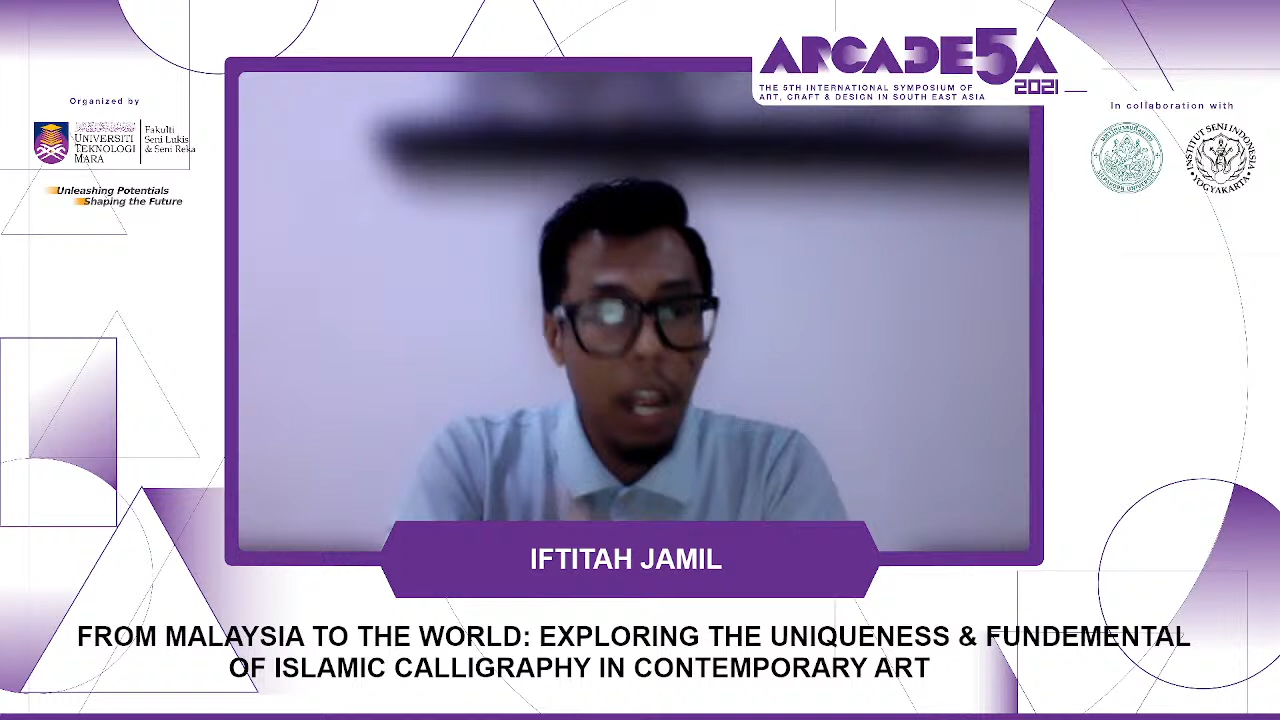 ARCADE5A
2021
THE 5TH INTERNATIONAL SYMPOSIUM OF
ART, CRAFT & DESIGN IN SOUTH EAST ASIA
Organized by
UNIVERSITI
TEKNOLOGI
MARA
Fakulti
Seni Lukis
& Seni Reka
Unleashing Potentials
Shaping the Future
In collaboration with
INSTITUT SENI INDONESIA
YOGYAKARTA
IFTITAH JAMIL
FROM MALAYSIA TO THE WORLD: EXPLORING THE UNIQUENESS & FUNDEMENTAL
OF ISLAMIC CALLIGRAPHY IN CONTEMPORARY ART